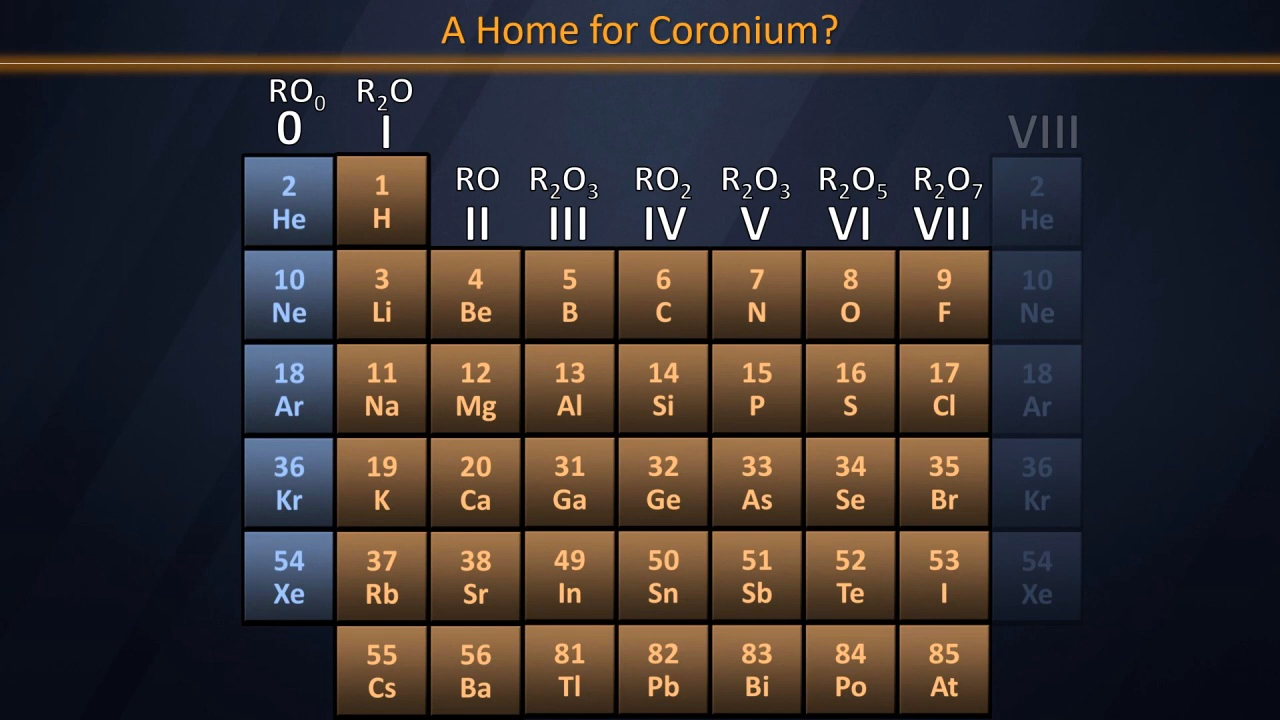 A Home for Coronium?
RO₀ R₂O
0 I VIII
2 1 RO R₂O₃ RO₂ R₂O₃ R₂O₅ R₂O₇ 2
He H II III IV V VI VII He
10 3 4 5 6 7 8 9 10
Ne Li Be B C N O F Ne
18 11 12 13 14 15 16 17 18
Ar Na Mg Al Si P S Cl Ar
36 19 20 31 32 33 34 35 36
Kr K Ca Ga Ge As Se Br Kr
54 37 38 49 50 51 52 53 54
Xe Rb Sr In Sn Sb Te I Xe
55 56 81 82 83 84 85
Cs Ba Tl Pb Bi Po At